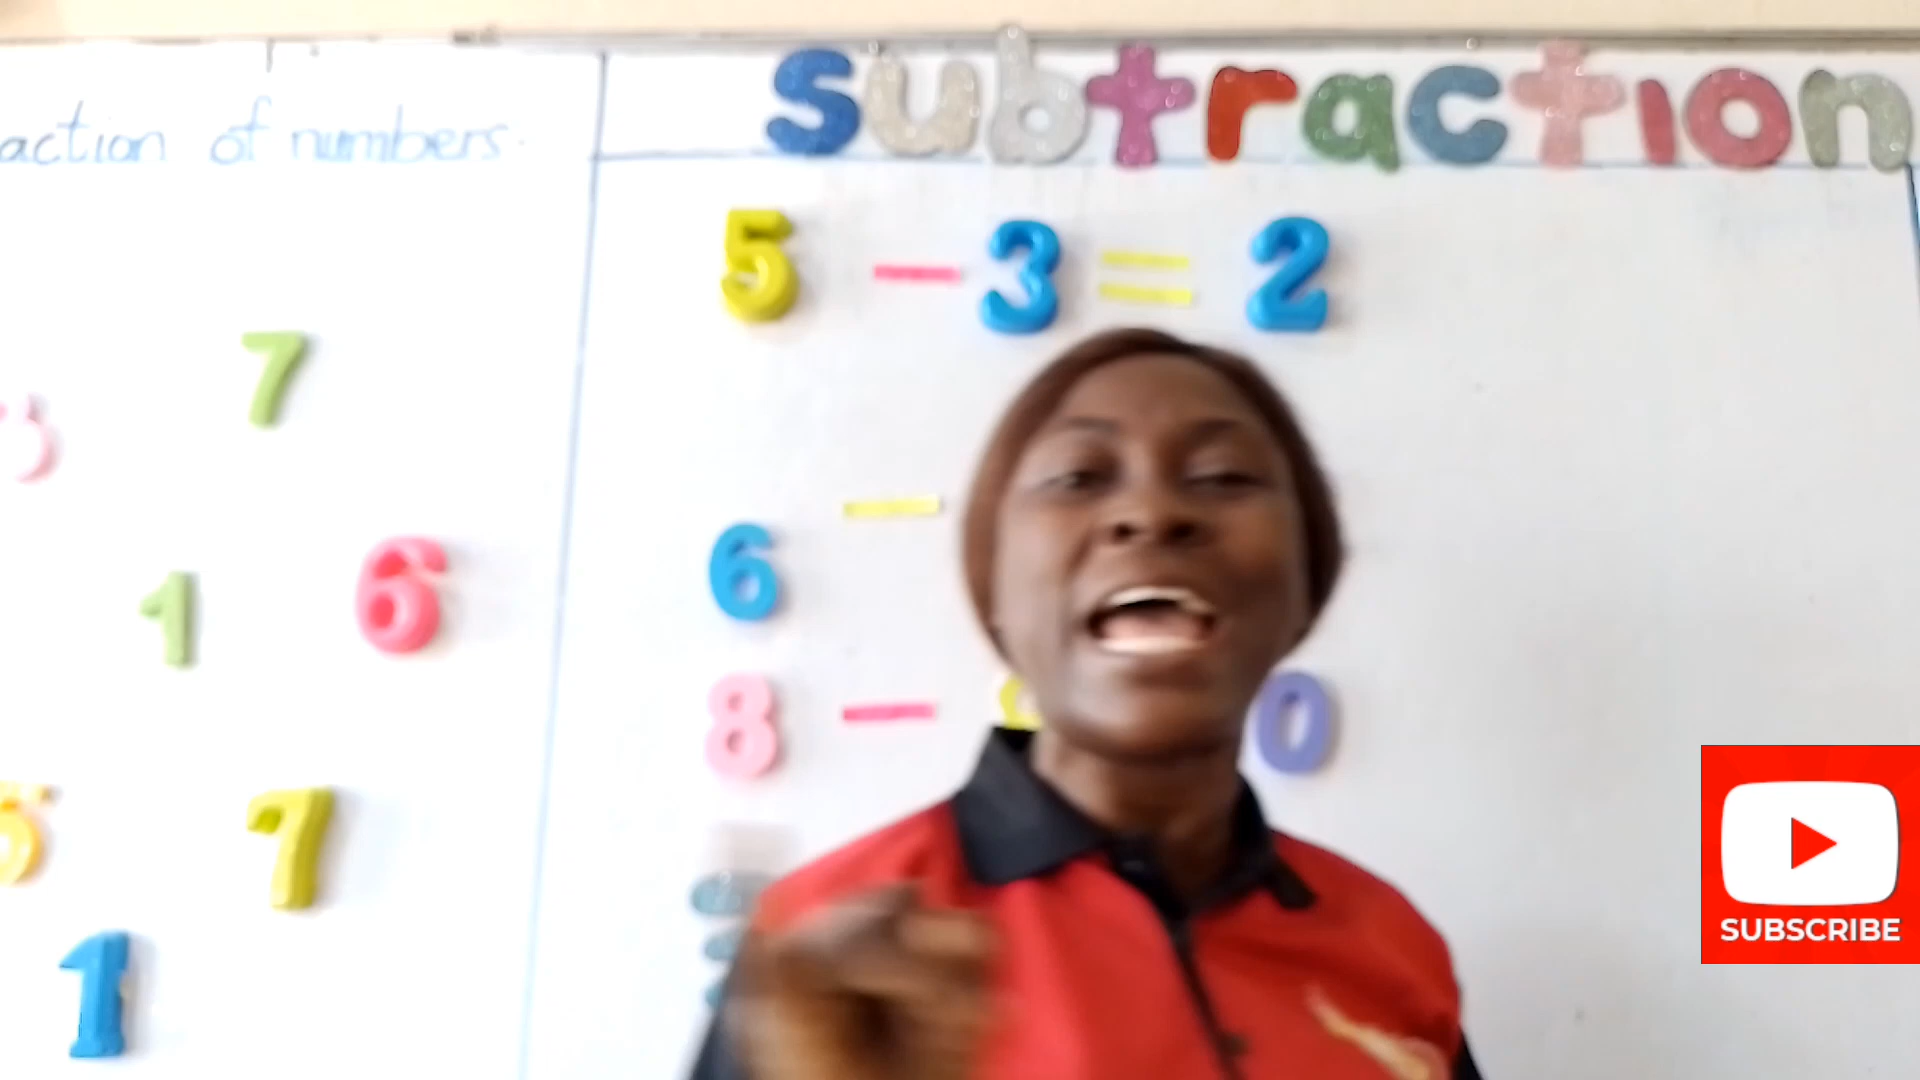 subtraction
action of numbers.
5 - 3 = 2
7
6 -
1 6
8 - 0
7
1
SUBSCRIBE